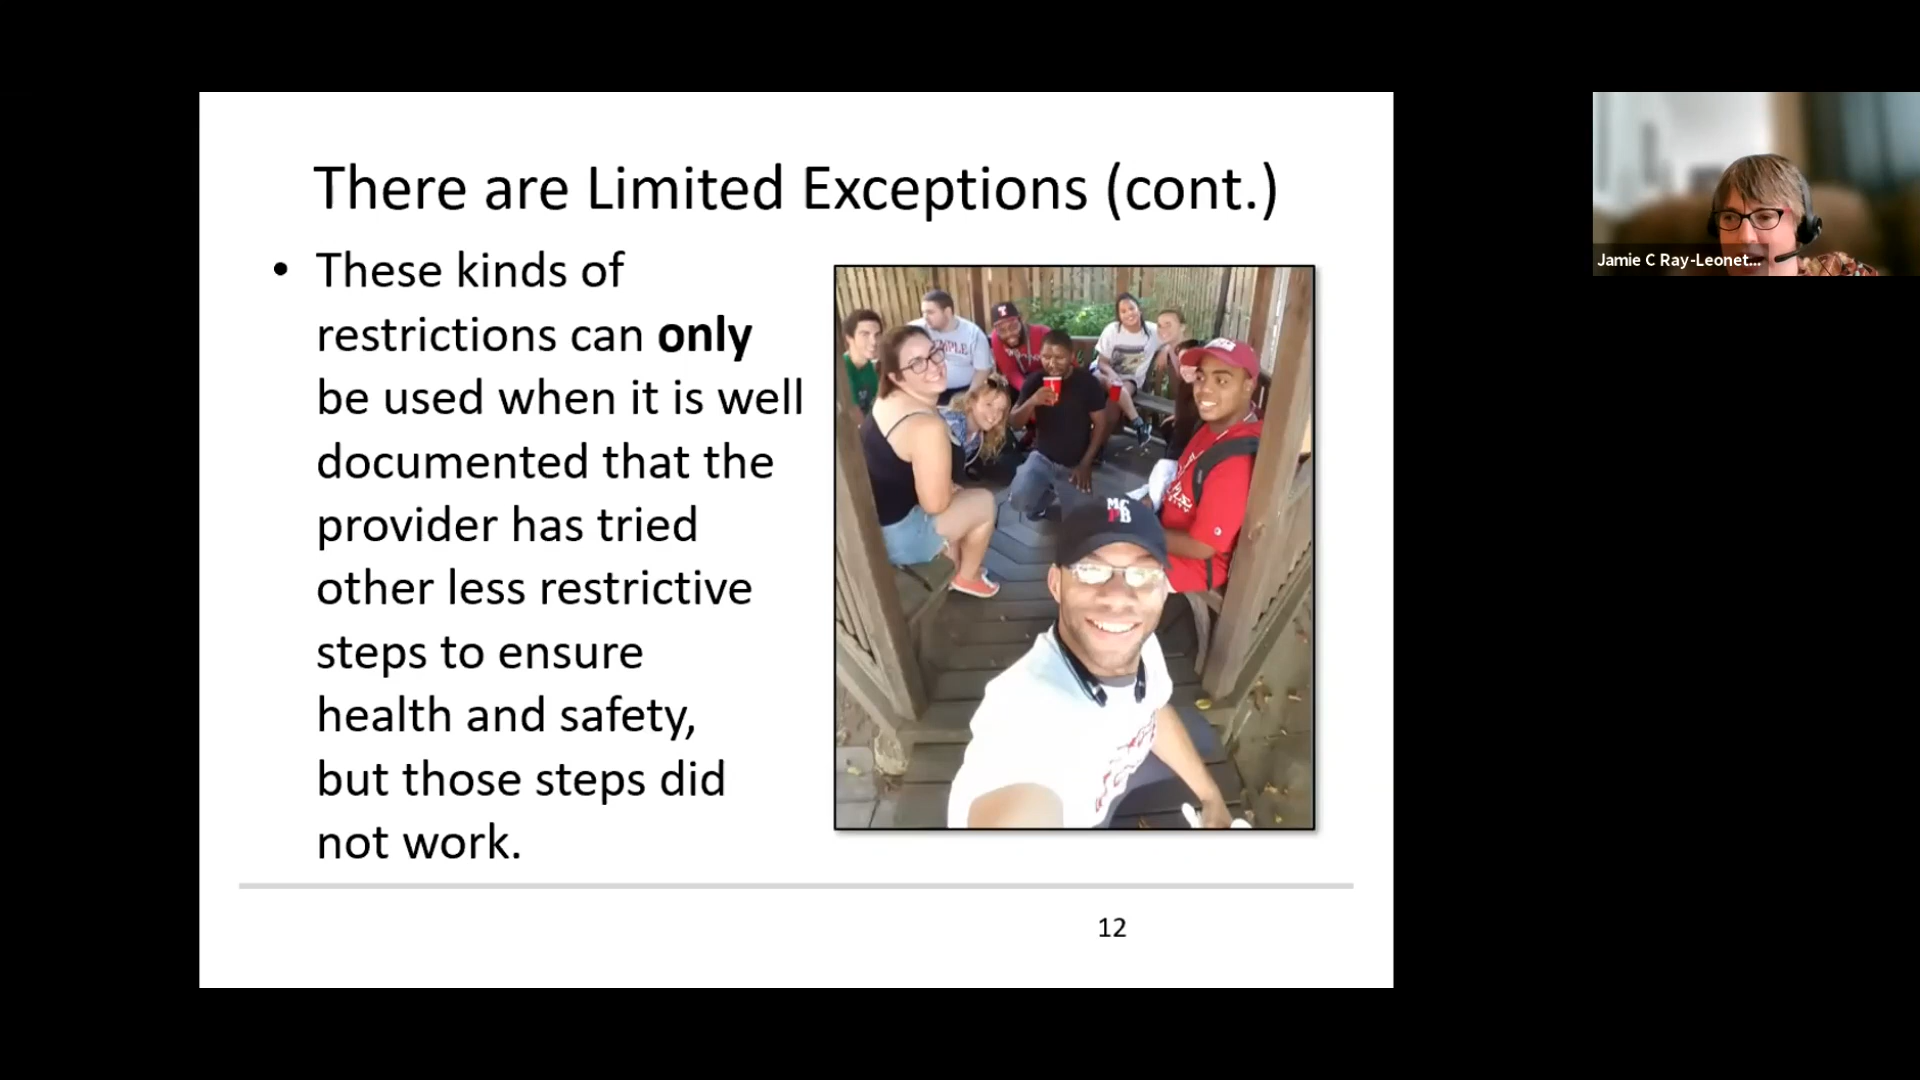 There are Limited Exceptions (cont.)
• These kinds of
restrictions can only
be used when it is well
documented that the
provider has tried
other less restrictive
steps to ensure
health and safety,
but those steps did
not work.
12
Jamie C Ray-Leonet...